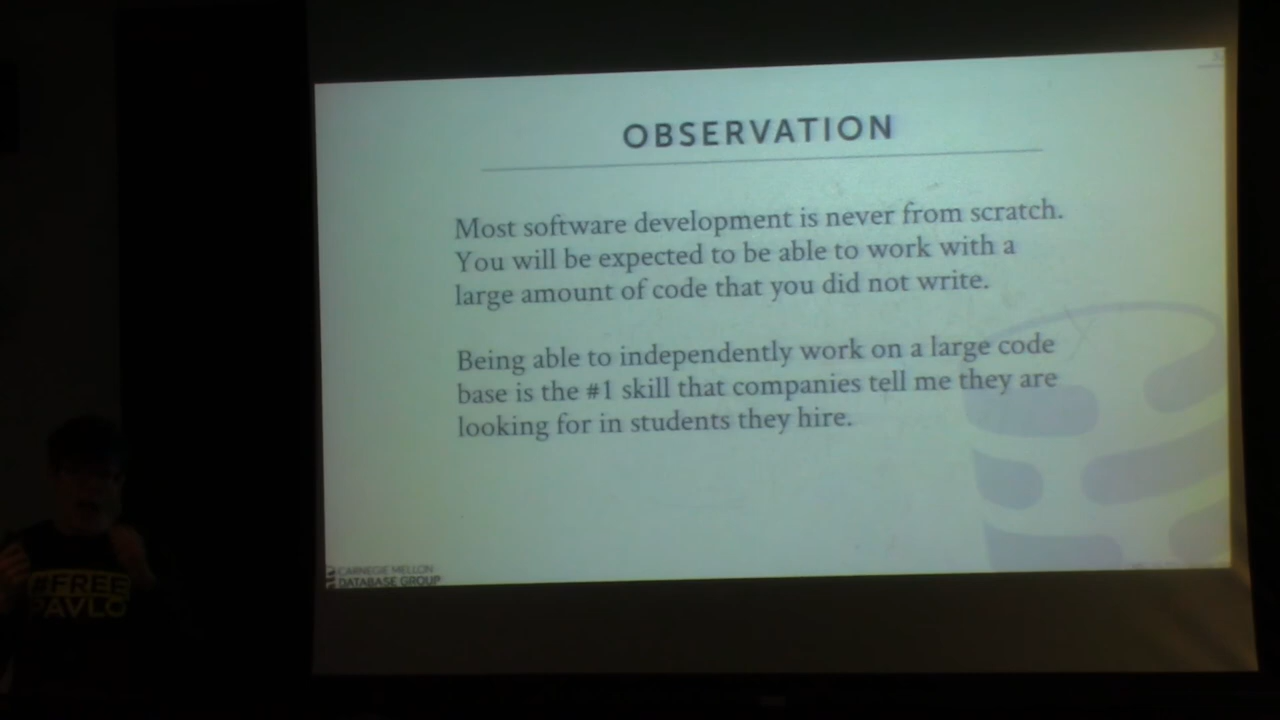 OBSERVATION
Most software development is never from scratch.
You will be expected to be able to work with a
large amount of code that you did not write.
Being able to independently work on a large code
base is the #1 skill that companies tell me they are
looking for in students they hire.
CARNEGIE MELLON
DATABASE GROUP
#FREE
PAVLO